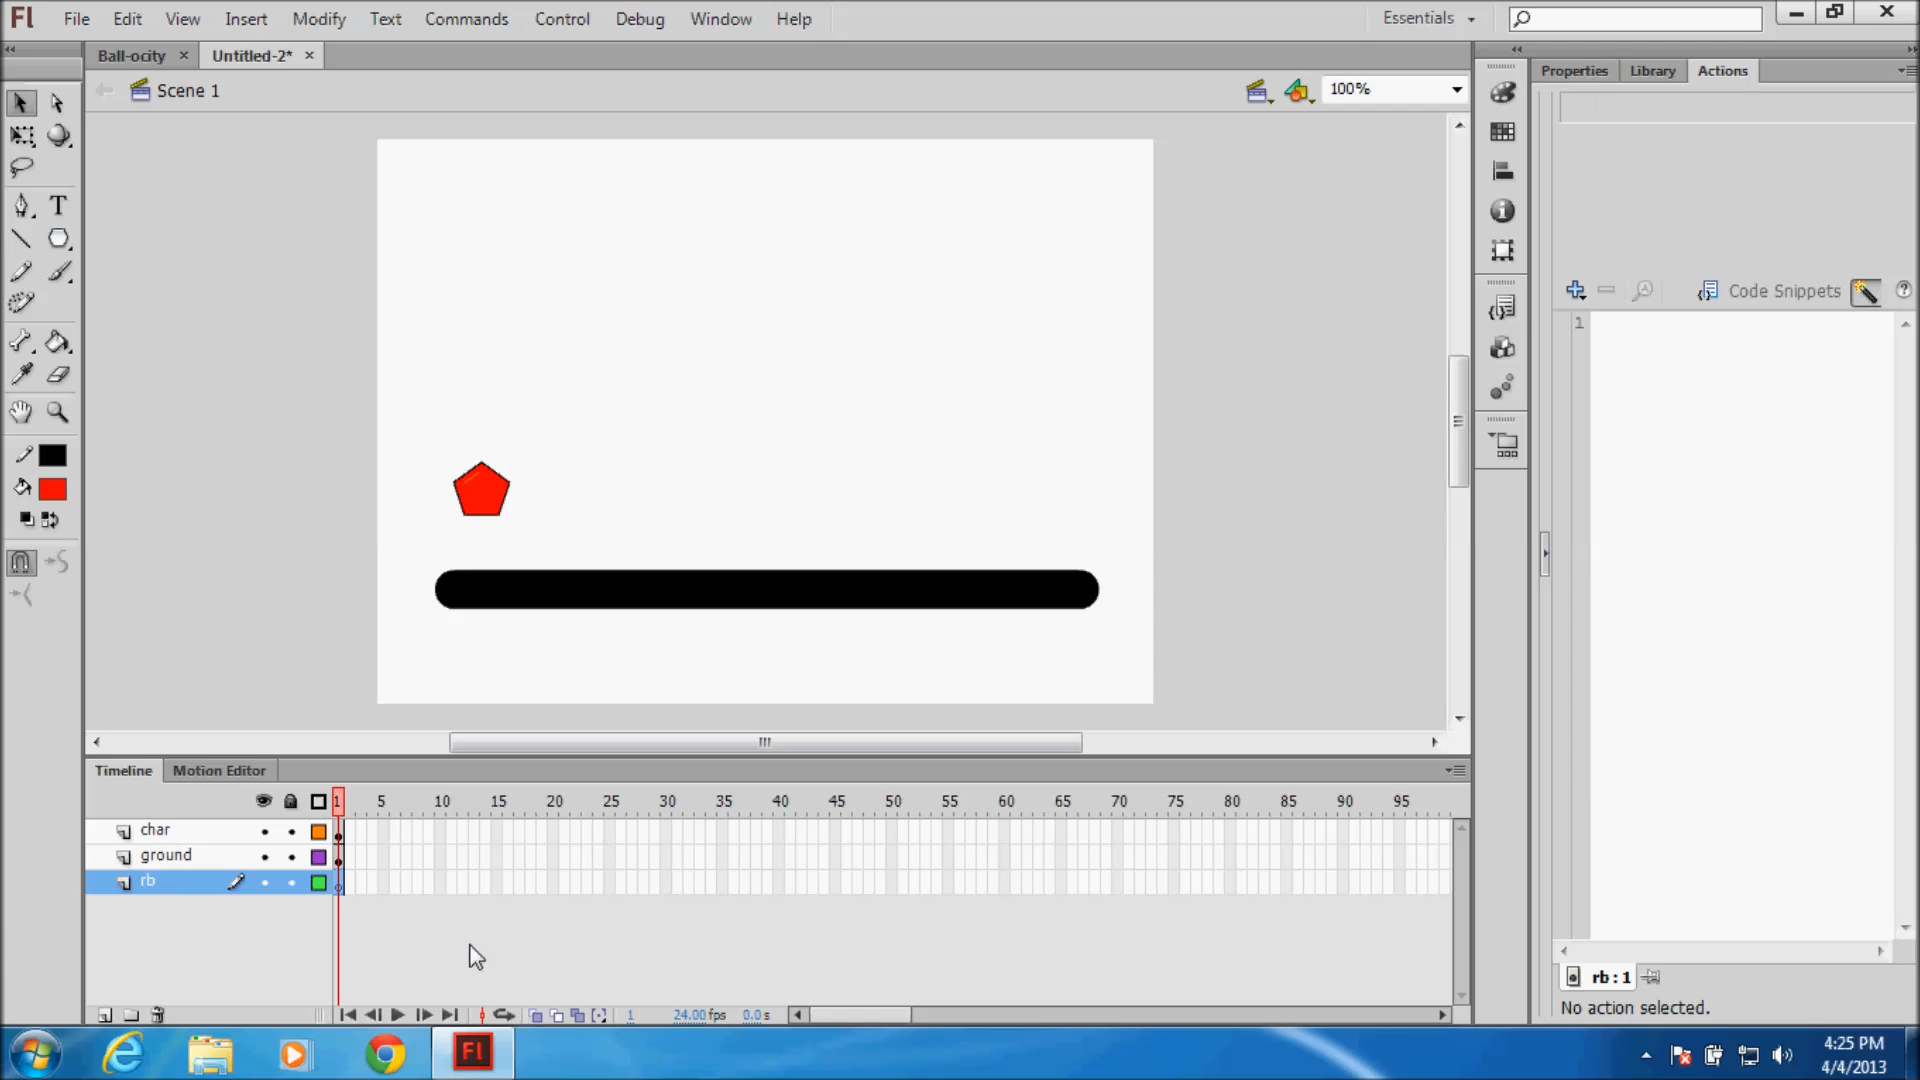 Fl File Edit View Insert Modify Text Commands Control Debug Window Help Essentials
Ball-ocity × Untitled-2* ×
Properties Library Actions
Scene 1 100%
T
Code Snippets
1
Timeline Motion Editor
1 5 10 15 20 25 30 35 40 45 50 55 60 65 70 75 80 85 90 95
char
ground
rb
rb : 1
No action selected.
1 24.00 fps 0.0 s
Fl
4:25 PM
4/4/2013